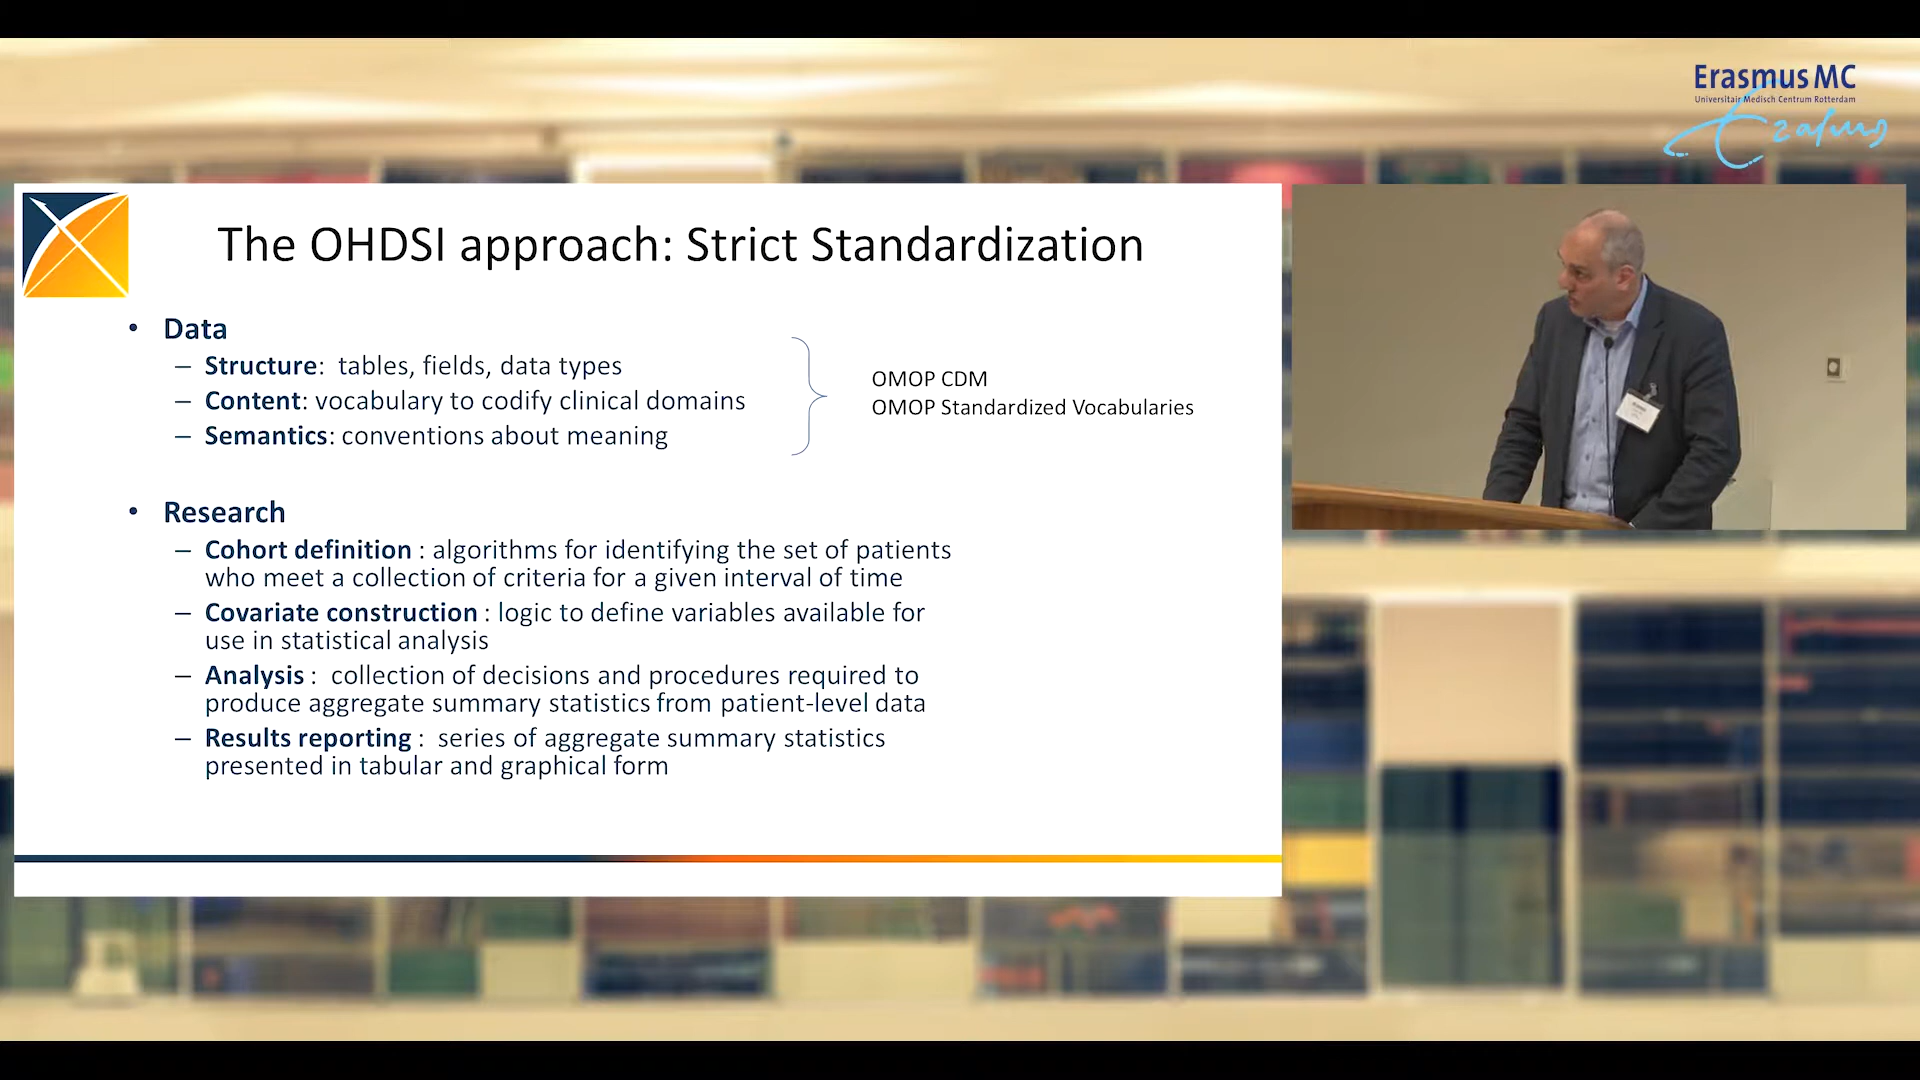 Erasmus MC
Universitair Medisch Centrum Rotterdam
Erasmus
The OHDSI approach: Strict Standardization
• Data
– Structure: tables, fields, data types
– Content: vocabulary to codify clinical domains
– Semantics: conventions about meaning
OMOP CDM
OMOP Standardized Vocabularies
• Research
– Cohort definition : algorithms for identifying the set of patients
who meet a collection of criteria for a given interval of time
– Covariate construction : logic to define variables available for
use in statistical analysis
– Analysis : collection of decisions and procedures required to
produce aggregate summary statistics from patient-level data
– Results reporting : series of aggregate summary statistics
presented in tabular and graphical form